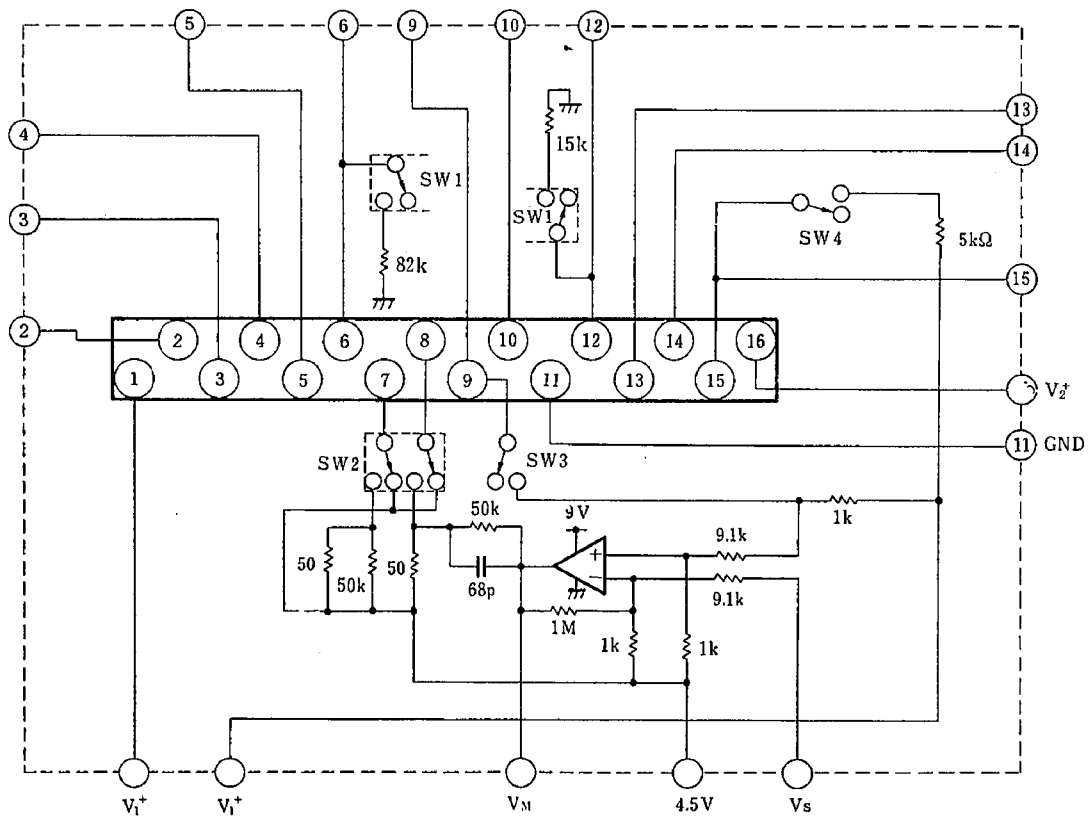 5 6 9 10 12
13
15k
4 14
SW1
SW1
3 SW4 5kΩ
82k
15
2
2 4 6 8 10 12 14 16
1 3 5 7 9 11 13 15
V₂⁺
11 GND
SW2 SW3
50k 9V 1k
9.1k
+
50 50k 50 −
68p 9.1k
1M
1k 1k
V₁⁺ V₁⁺ VM 4.5V VS